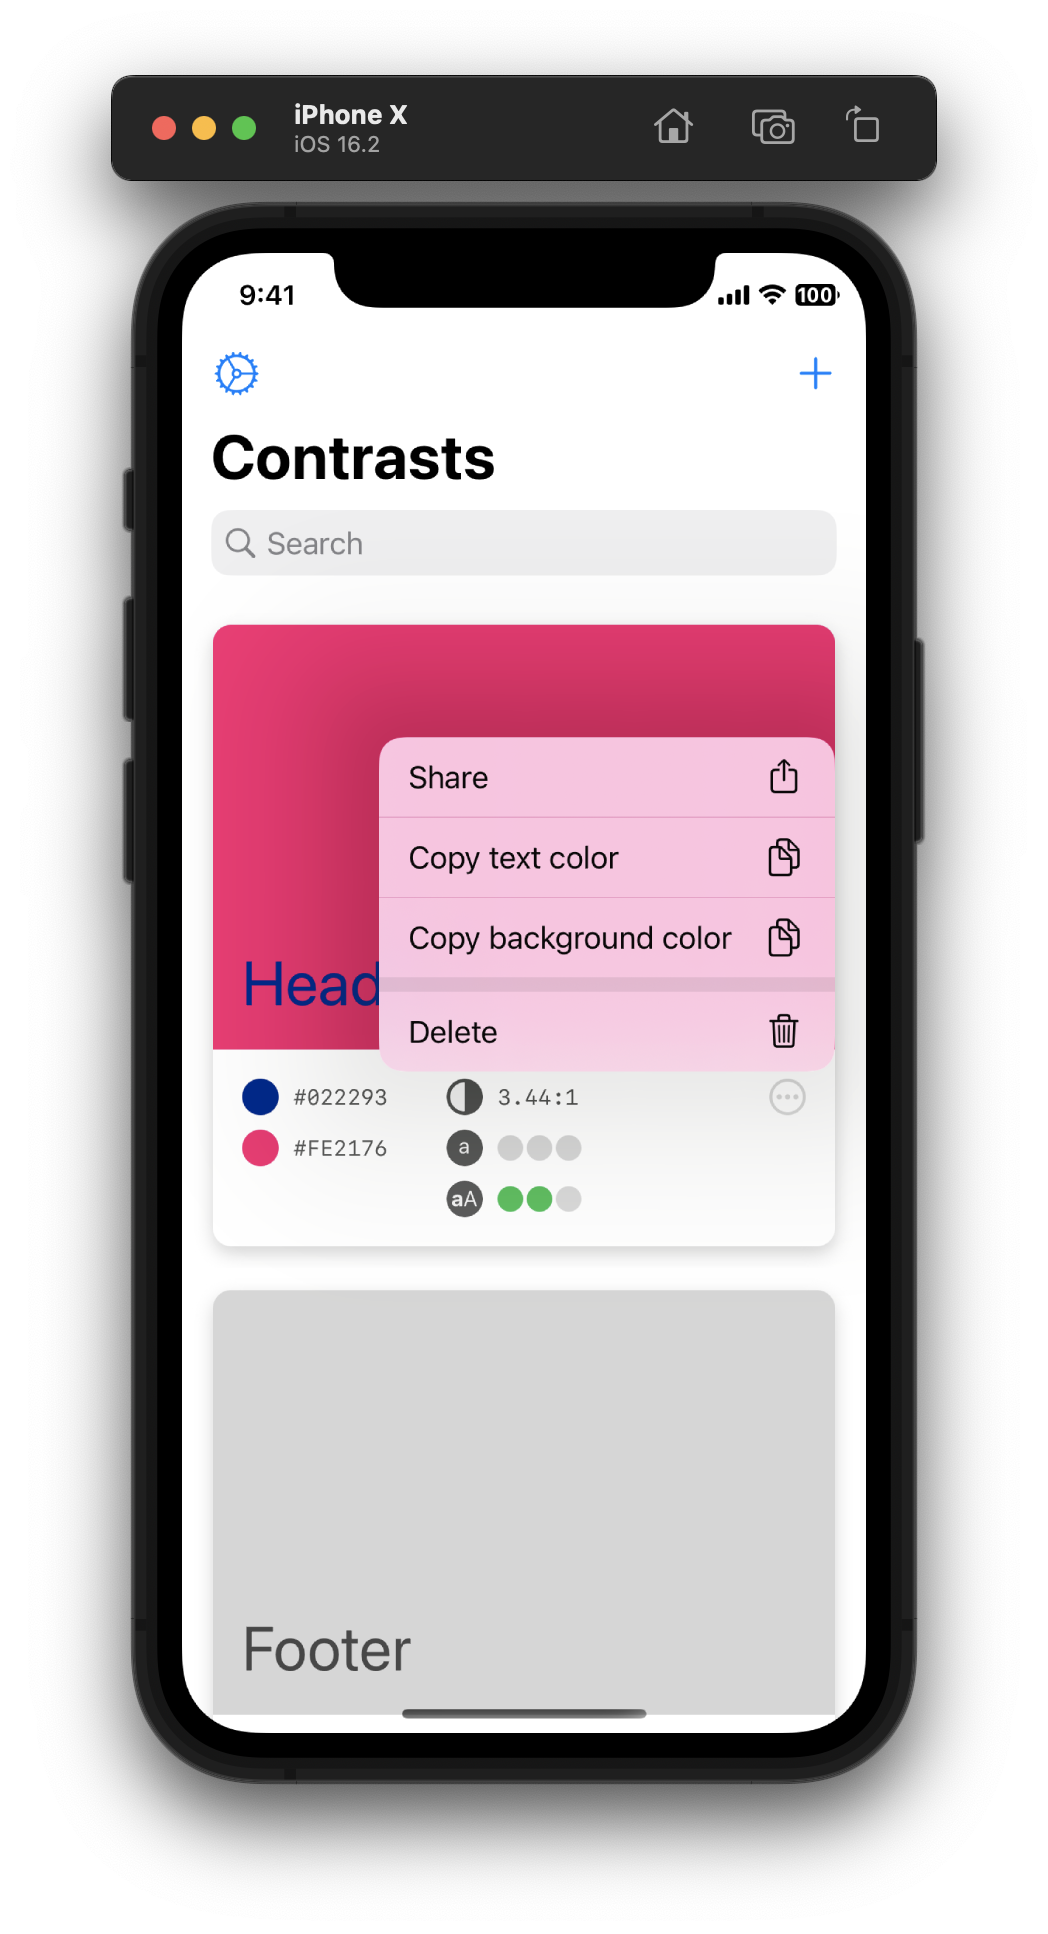 iPhone X
iOS 16.2
9:41
100
Contrasts
Search
Share
Copy text color
Copy background color
Head
Delete
#022293
3.44:1
#FE2176
a
aA
Footer